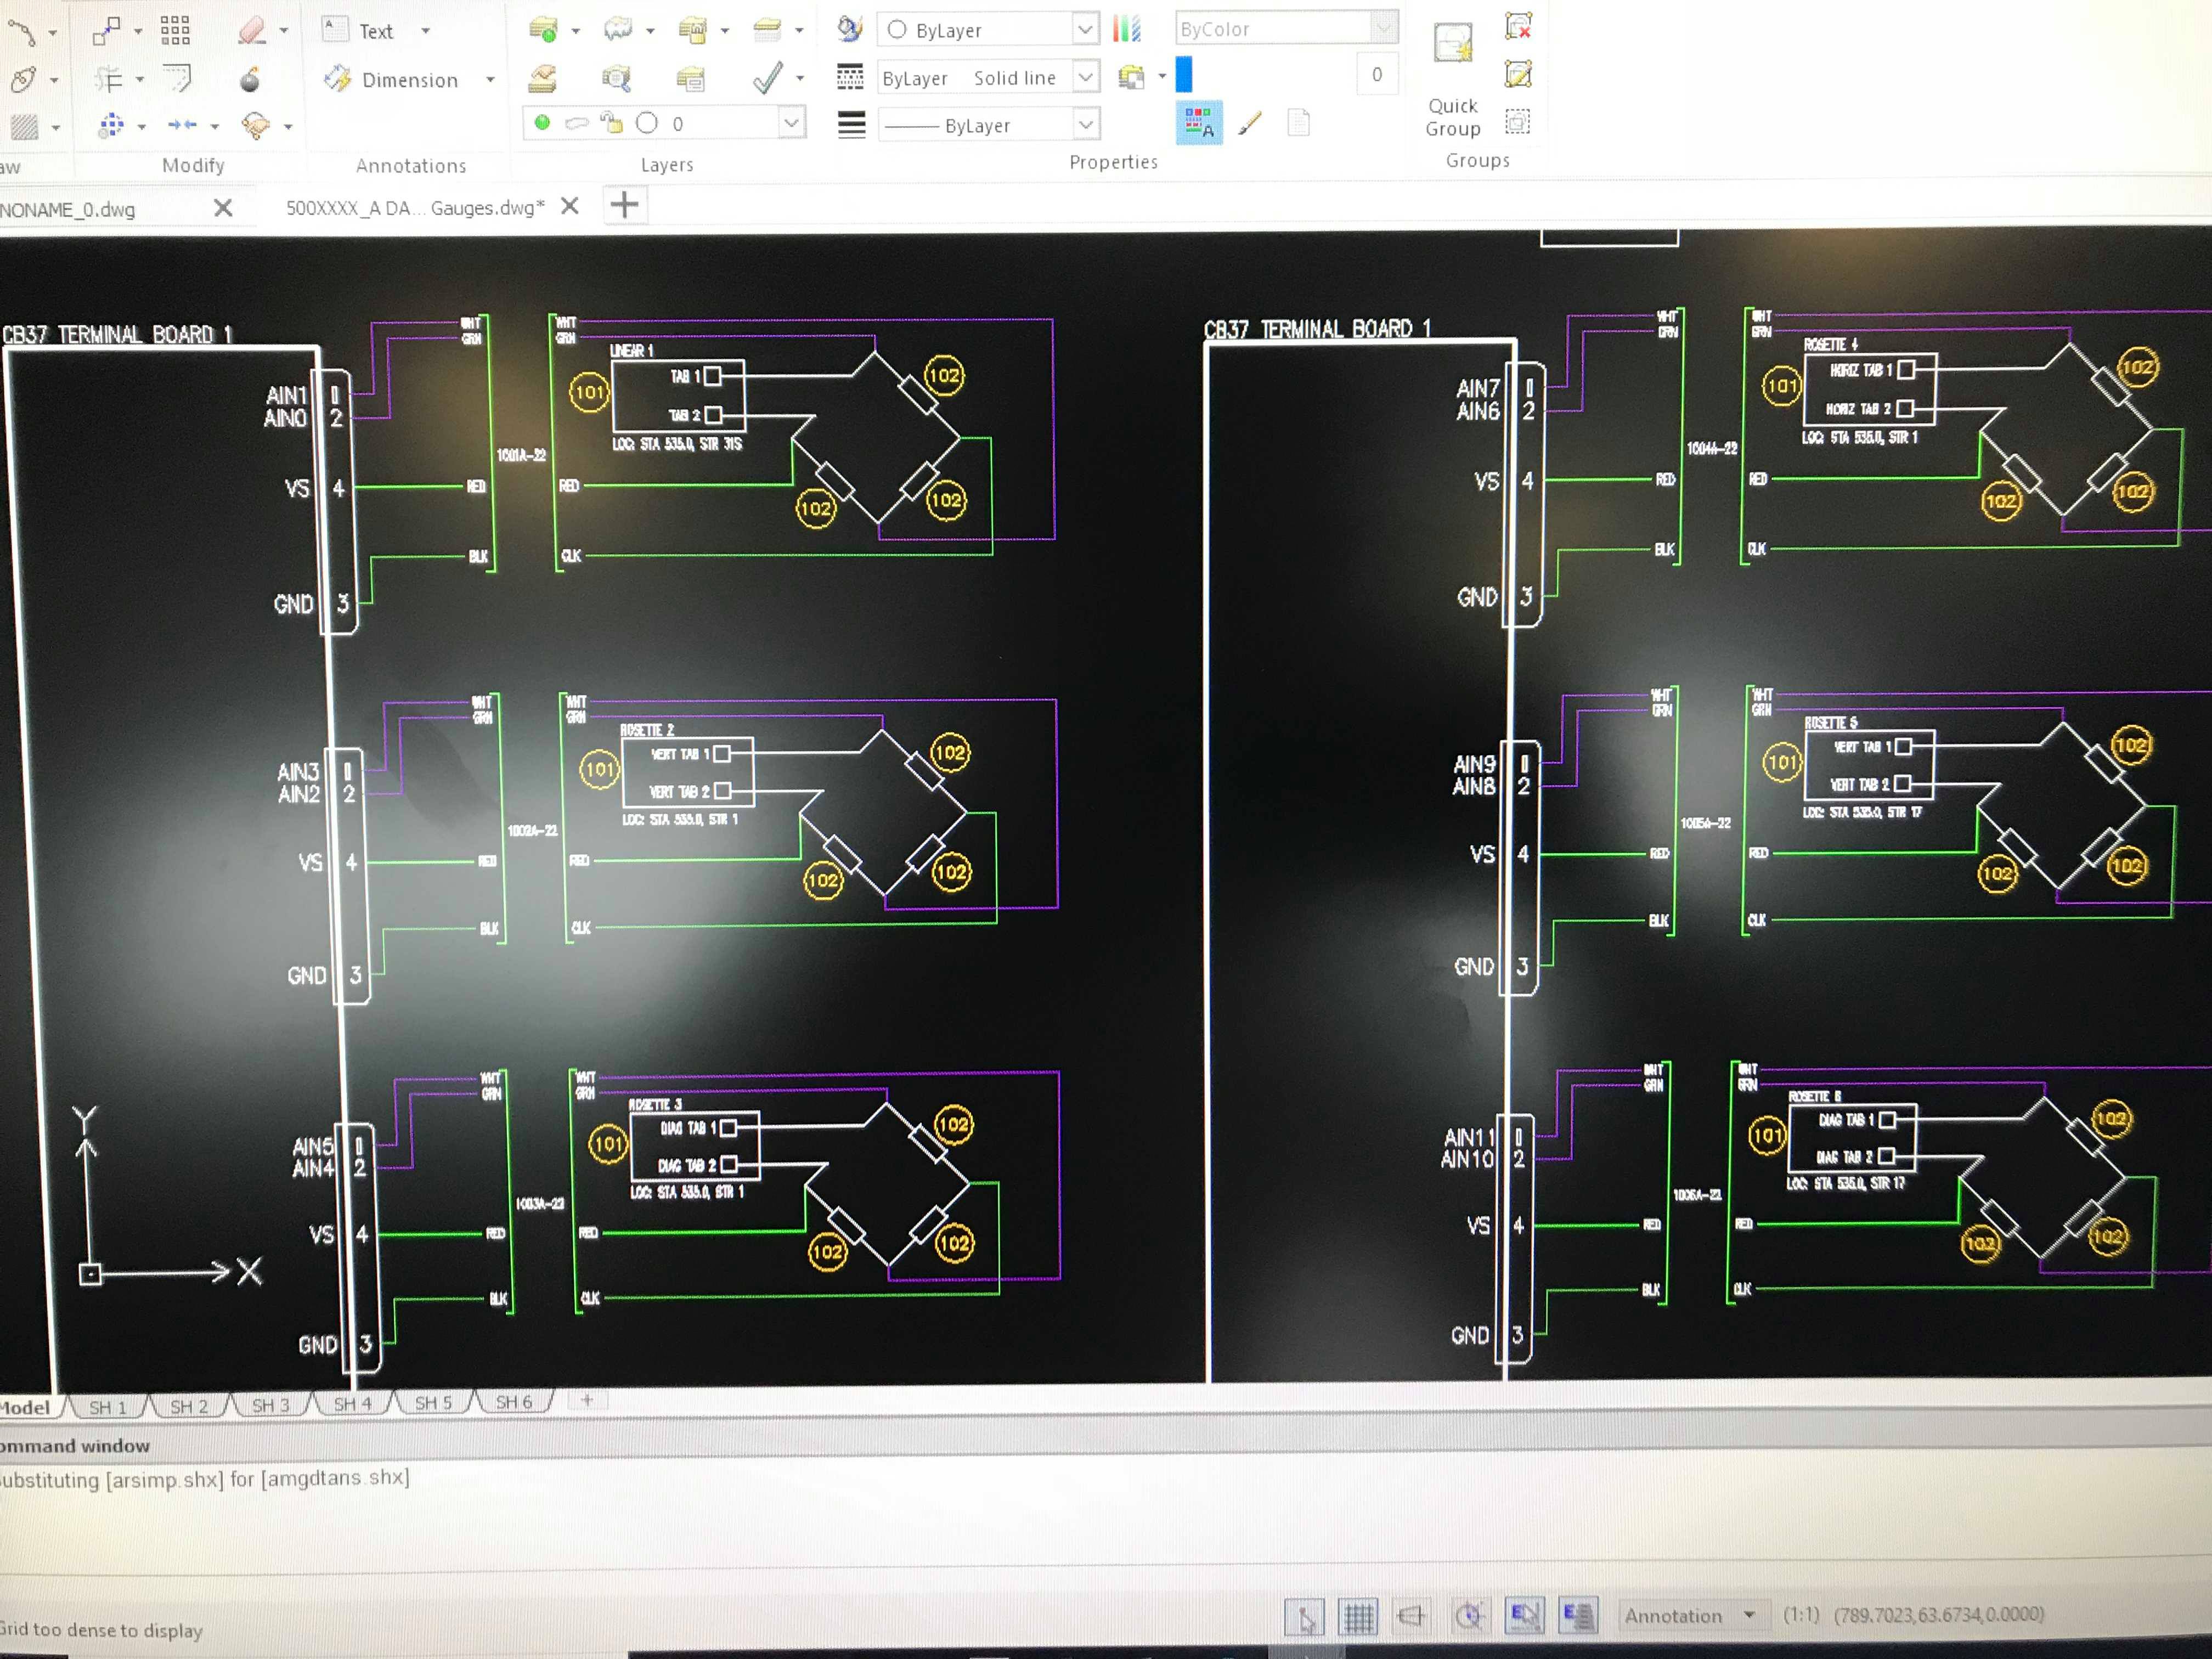 Text
Dimension
ByLayer
ByColor
ByLayer Solid line
0
0
ByLayer
Quick
Group
Modify
Annotations
Layers
Properties
Groups
NONAME_0.dwg
500XXXX_A DA... Gauges.dwg*
CB37 TERMINAL BOARD 1
AIN1
AIN0 2
VS 4
GND 3
WHT
GRN
RED
BLK
1001A-22
WHT
GRN
RED
CLK
LINEAR 1
101
TAB 1
TAB 2
LOC: STA 535.0, STR 31S
102
102
102
AIN3
AIN2 2
VS 4
GND 3
WHT
GRN
RED
BLK
1002A-22
WHT
GRN
RED
CLK
ROSETTE 2
101
VERT TAB 1
VERT TAB 2
LOC: STA 535.0, STR 1
102
102
102
AIN5
AIN4 2
VS 4
GND 3
WHT
GRN
RED
BLK
1003A-22
WHT
GRN
RED
CLK
ROSETTE 3
101
DIAG TAB 1
DIAG TAB 2
LOC: STA 535.0, STR 1
102
102
102
Y
X
CB37 TERMINAL BOARD 1
AIN7
AIN6 2
VS 4
GND 3
WHT
GRN
RED
BLK
1004A-22
WHT
GRN
RED
CLK
ROSETTE 4
101
HORIZ TAB 1
HORIZ TAB 2
LOC: STA 535.0, STR 1
102
102
102
AIN9
AIN8 2
VS 4
GND 3
WHT
GRN
RED
BLK
1005A-22
WHT
GRN
RED
CLK
ROSETTE 5
101
VERT TAB 1
VERT TAB 2
LOC: STA 535.0, STR 17
102
102
102
AIN11
AIN10 2
VS 4
GND 3
WHT
GRN
RED
BLK
1006A-22
WHT
GRN
RED
CLK
ROSETTE 6
101
DIAG TAB 1
DIAG TAB 2
LOC: STA 535.0, STR 17
102
102
102
Model SH 1 SH 2 SH 3 SH 4 SH 5 SH 6 +
ommand window
ubstituting [arsimp.shx] for [amgdtans.shx]
Grid too dense to display
Annotation (1:1) (789.7023,63.6734,0.0000)